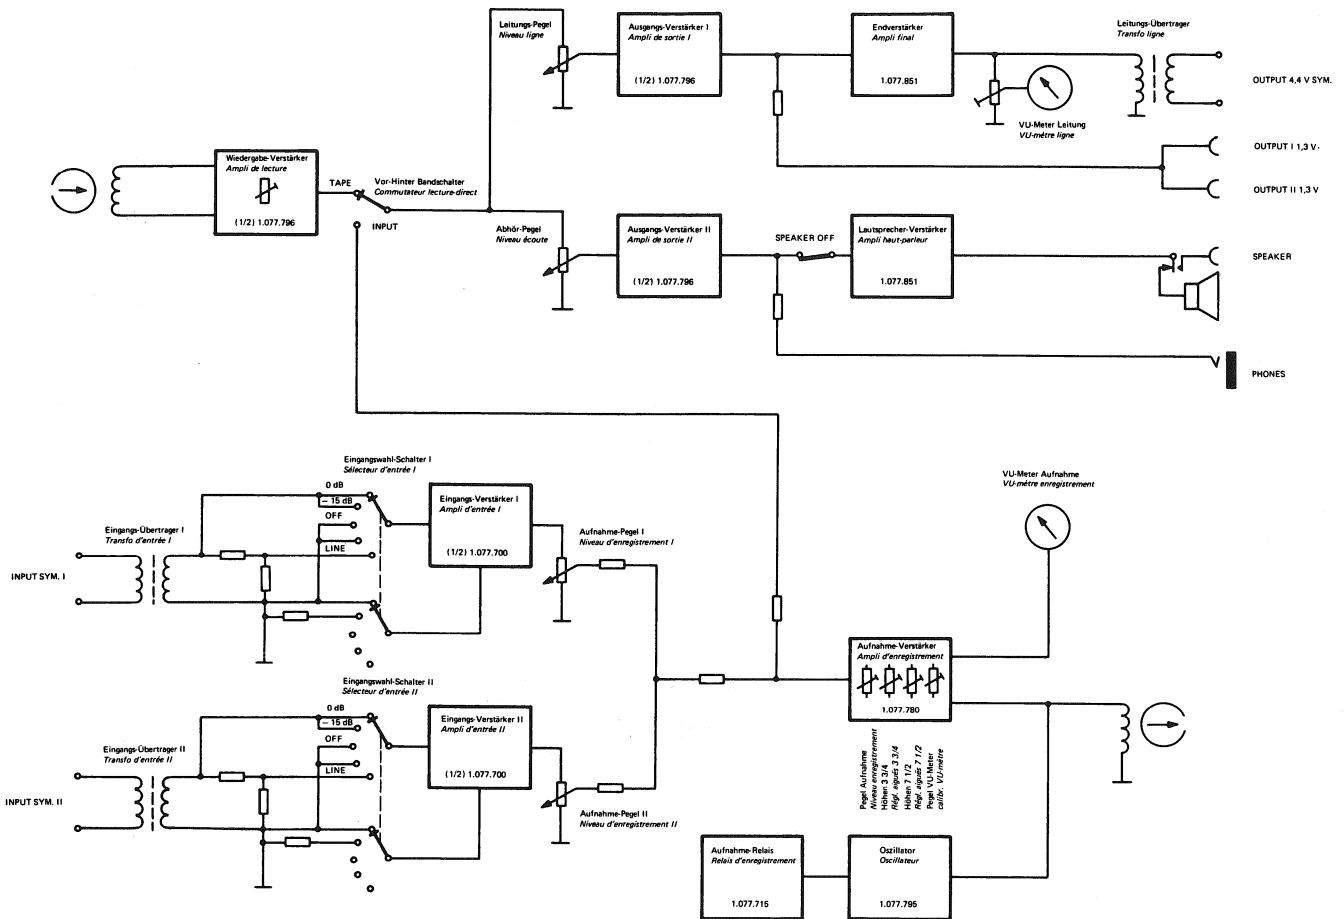 Leitungs-Pegel
Niveau ligne
Ausgangs-Verstärker I
Ampli de sortie I
(1/2) 1.077.796
Endverstärker
Ampli final
1.077.851
Leitungs-Übertrager
Transfo ligne
OUTPUT 4,4 V SYM.
VU-Meter Leitung
VU-mètre ligne
OUTPUT I 1,3 V
OUTPUT II 1,3 V
Wiedergabe-Verstärker
Ampli de lecture
(1/2) 1.077.796
TAPE
Vor-Hinter Bandschalter
Commutateur lecture-direct
INPUT
Abhör-Pegel
Niveau écoute
Ausgangs-Verstärker II
Ampli de sortie II
(1/2) 1.077.796
SPEAKER OFF
Lautsprecher-Verstärker
Ampli haut-parleur
1.077.851
SPEAKER
PHONES
Eingangswahl-Schalter I
Sélecteur d'entrée I
0 dB
– 15 dB
OFF
LINE
Eingangs-Übertrager I
Transfo d'entrée I
INPUT SYM. I
Eingangs-Verstärker I
Ampli d'entrée I
(1/2) 1.077.700
Aufnahme-Pegel I
Niveau d'enregistrement I
VU-Meter Aufnahme
VU-mètre enregistrement
Aufnahme-Verstärker
Ampli d'enregistrement
1.077.780
Pegel Aufnahme
Niveau enregistrement
Höhen 3 3/4
Régl. aiguës 3 3/4
Höhen 7 1/2
Régl. aiguës 7 1/2
Pegel VU-Meter
calibr. VU-mètre
Eingangswahl-Schalter II
Sélecteur d'entrée II
0 dB
– 15 dB
OFF
LINE
Eingangs-Übertrager II
Transfo d'entrée II
INPUT SYM. II
Eingangs-Verstärker II
Ampli d'entrée II
(1/2) 1.077.700
Aufnahme-Pegel II
Niveau d'enregistrement II
Aufnahme-Relais
Relais d'enregistrement
1.077.715
Oszillator
Oscillateur
1.077.795